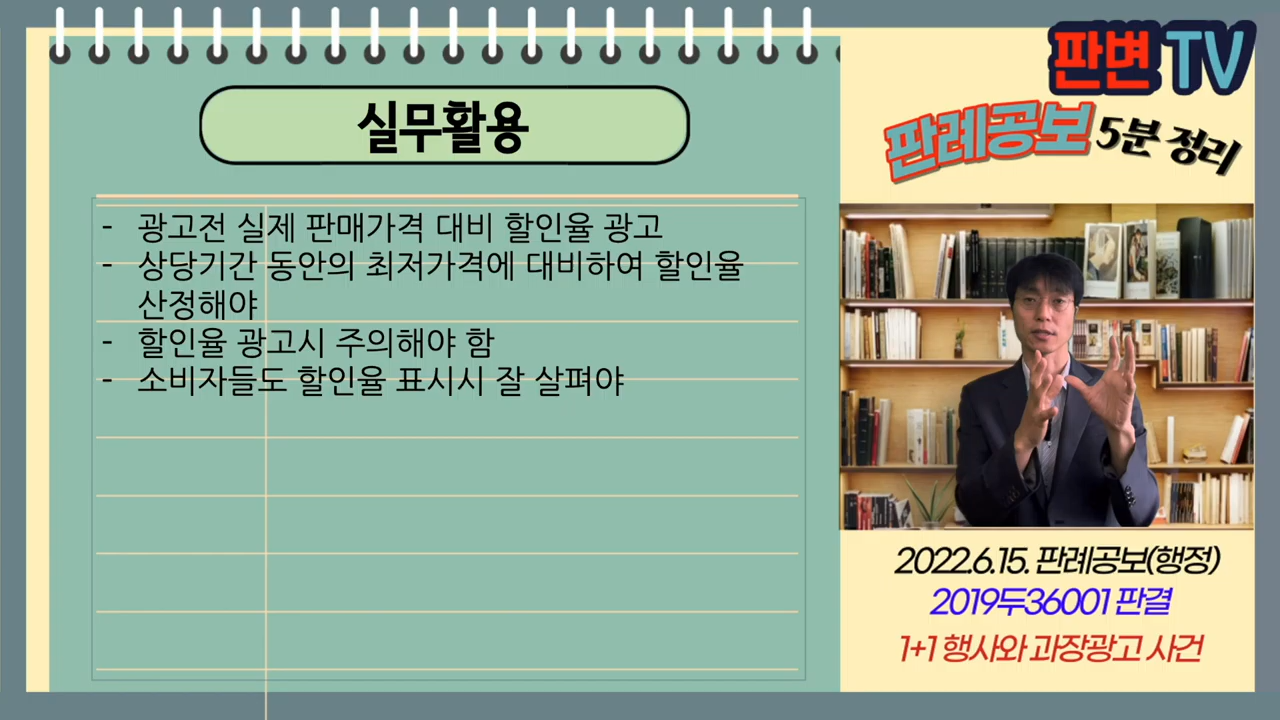 판변 TV
판례공보 5분 정리
실무활용
- 광고전 실제 판매가격 대비 할인율 광고
- 상당기간 동안의 최저가격에 대비하여 할인율
산정해야
- 할인율 광고시 주의해야 함
- 소비자들도 할인율 표시시 잘 살펴야
2022.6.15. 판례공보(행정)
2019두36001 판결
1+1 행사와 과장광고 사건